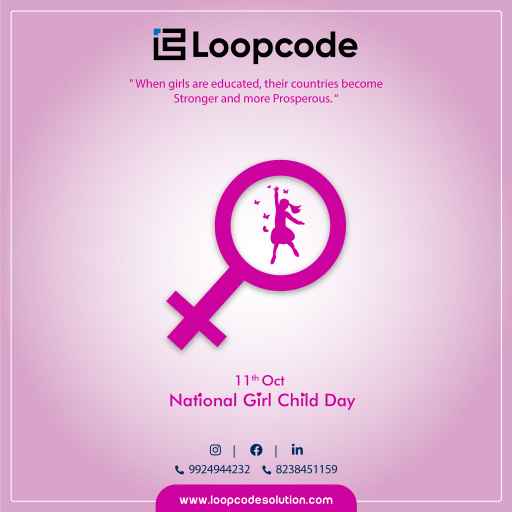 Loopcode
" When girls are educated, their countries become
Stronger and more Prosperous. “
11th Oct
National Girl Child Day
9924944232 8238451159
www.loopcodesolution.com